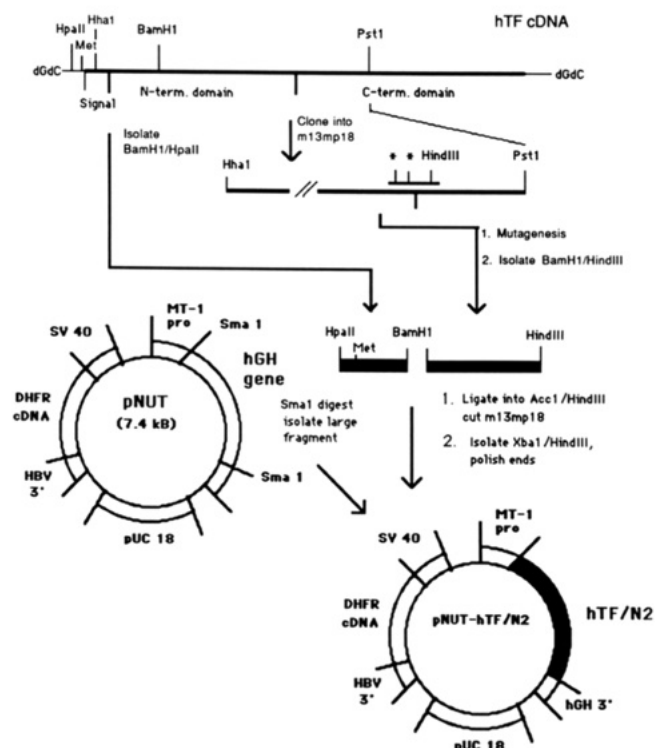 hTF cDNA
HpaII
Met
Hha1
BamH1
Pst1
dGdC
dGdC
Signal
N-term. domain
C-term. domain
Isolate
BamH1/HpaII
Clone into
m13mp18
Hha1
* * HindIII
Pst1
1. Mutagenesis
2. Isolate BamH1/HindIII
HpaII
Met
BamH1
HindIII
MT-1
pro
Sma 1
SV 40
hGH
gene
DHFR
cDNA
pNUT
(7.4 kB)
HBV
3'
Sma 1
pUC 18
Sma1 digest
isolate large
fragment
1. Ligate into Acc1/HindIII
cut m13mp18
2. Isolate Xba1/HindIII,
polish ends
MT-1
pro
SV 40
DHFR
cDNA
pNUT-hTF/N2
hTF/N2
HBV
3'
hGH 3'
pUC 18